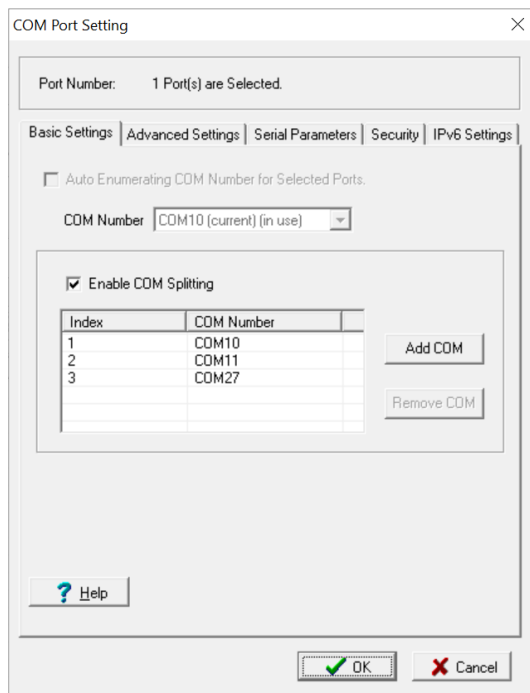 COM Port Setting
Port Number: 1 Port(s) are Selected.
Basic Settings Advanced Settings Serial Parameters Security IPv6 Settings
Auto Enumerating COM Number for Selected Ports.
COM Number COM10 (current) (in use)
Enable COM Splitting
Index COM Number
1 COM10
2 COM11
3 COM27
Add COM
Remove COM
? Help
OK Cancel